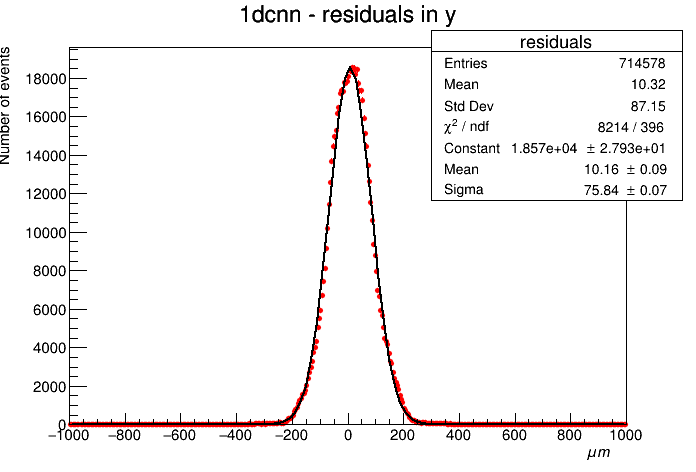 1dcnn - residuals in y
residuals
Entries 714578
Mean 10.32
Std Dev 87.15
χ² / ndf 8214 / 396
Constant 1.857e+04 ± 2.793e+01
Mean 10.16 ± 0.09
Sigma 75.84 ± 0.07
Number of events
18000
16000
14000
12000
10000
8000
6000
4000
2000
0
−1000 −800 −600 −400 −200 0 200 400 600 800 1000
μm